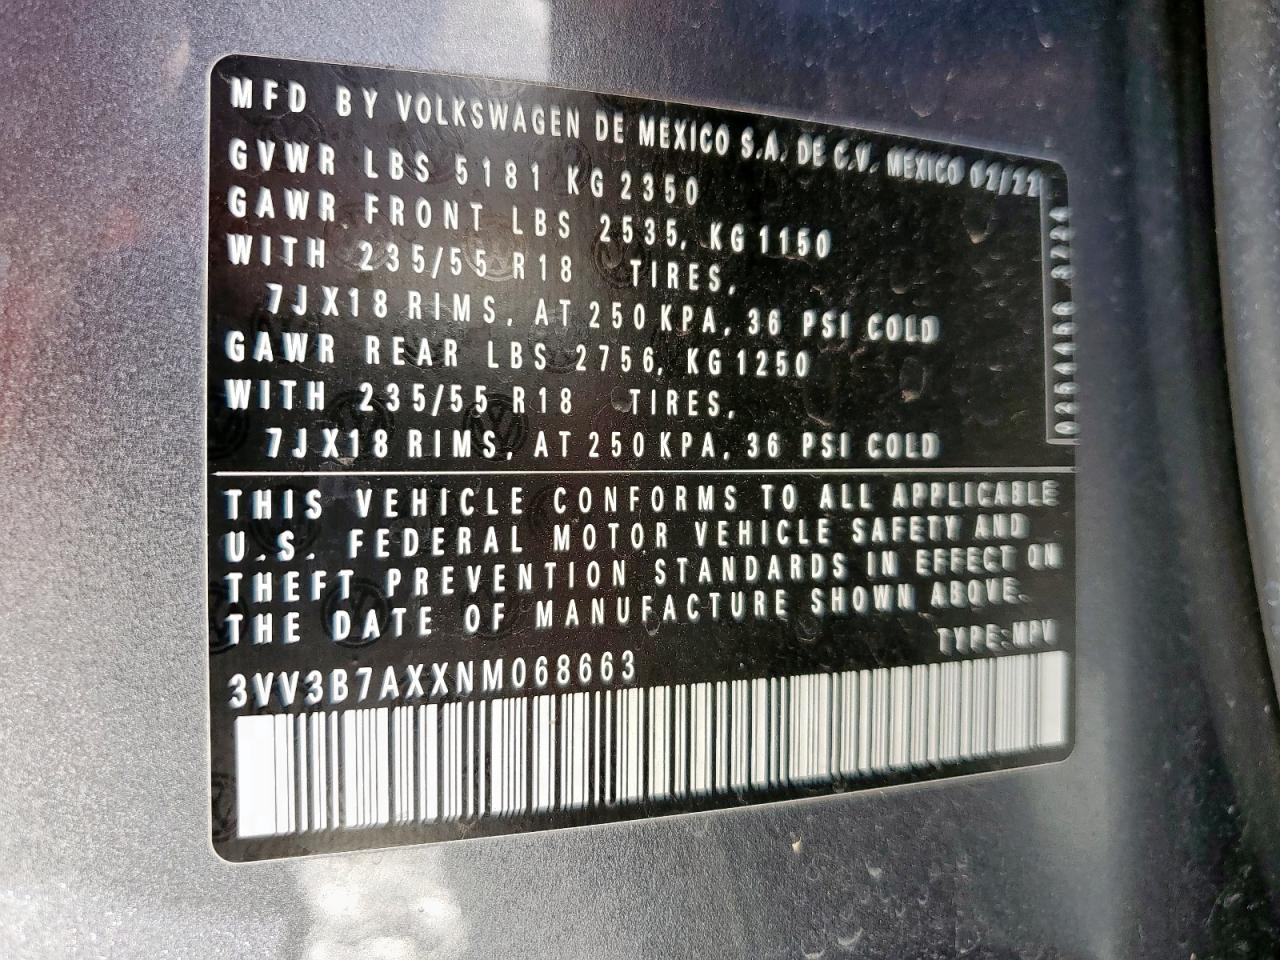 MFD BY VOLKSWAGEN DE MEXICO S.A. DE C.V. MEXICO 02/22
GVWR LBS 5181 KG 2350
GAWR FRONT LBS 2535, KG 1150
WITH 235/55 R18 TIRES,
7JX18 RIMS, AT 250 KPA, 36 PSI COLD
GAWR REAR LBS 2756, KG 1250
WITH 235/55 R18 TIRES,
7JX18 RIMS, AT 250 KPA, 36 PSI COLD
THIS VEHICLE CONFORMS TO ALL APPLICABLE
U.S. FEDERAL MOTOR VEHICLE SAFETY AND
THEFT PREVENTION STANDARDS IN EFFECT ON
THE DATE OF MANUFACTURE SHOWN ABOVE.
TYPE:MPV
3VV3B7AXXNM068663